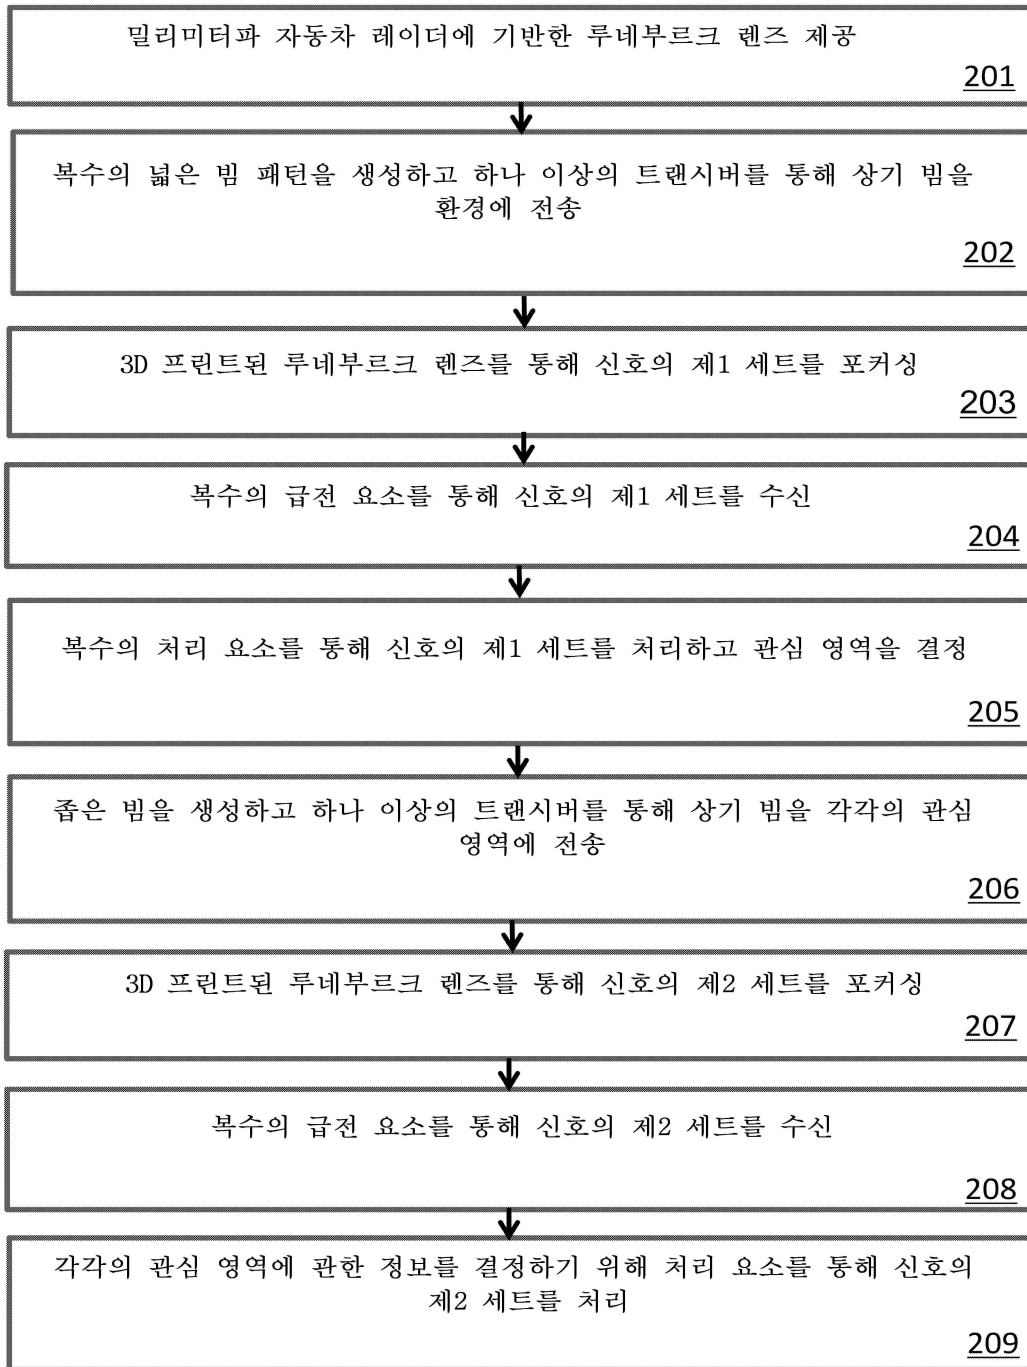 밀리미터파 자동차 레이더에 기반한 루네부르크 렌즈 제공
201
복수의 넓은 빔 패턴을 생성하고 하나 이상의 트랜시버를 통해 상기 빔을
환경에 전송
202
3D 프린트된 루네부르크 렌즈를 통해 신호의 제1 세트를 포커싱
203
복수의 급전 요소를 통해 신호의 제1 세트를 수신
204
복수의 처리 요소를 통해 신호의 제1 세트를 처리하고 관심 영역을 결정
205
좁은 빔을 생성하고 하나 이상의 트랜시버를 통해 상기 빔을 각각의 관심
영역에 전송
206
3D 프린트된 루네부르크 렌즈를 통해 신호의 제2 세트를 포커싱
207
복수의 급전 요소를 통해 신호의 제2 세트를 수신
208
각각의 관심 영역에 관한 정보를 결정하기 위해 처리 요소를 통해 신호의
제2 세트를 처리
209